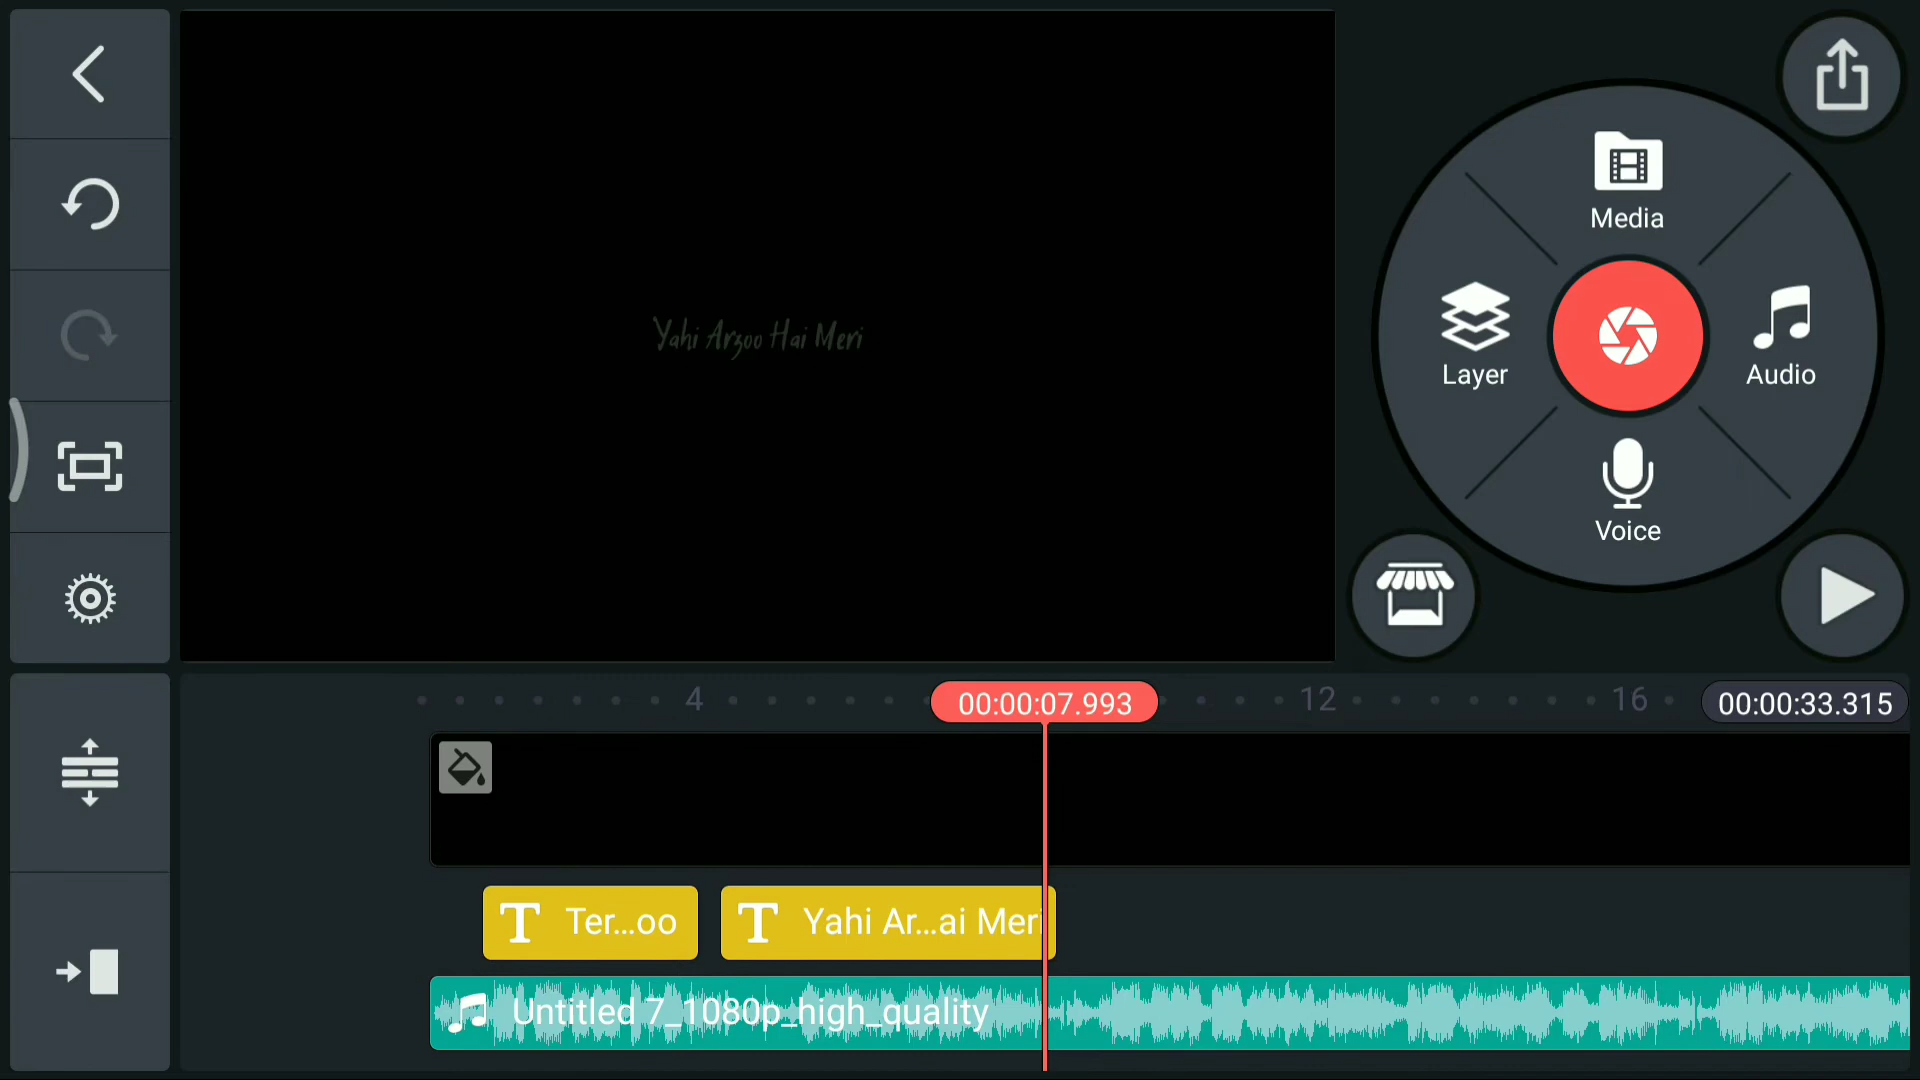 Media
Layer
Audio
Voice
Yahi Arzoo Hai Meri
4
00:00:07.993
12
16
00:00:33.315
T Ter...oo
T Yahi Ar...ai Meri
Untitled 7_1080p_high_quality